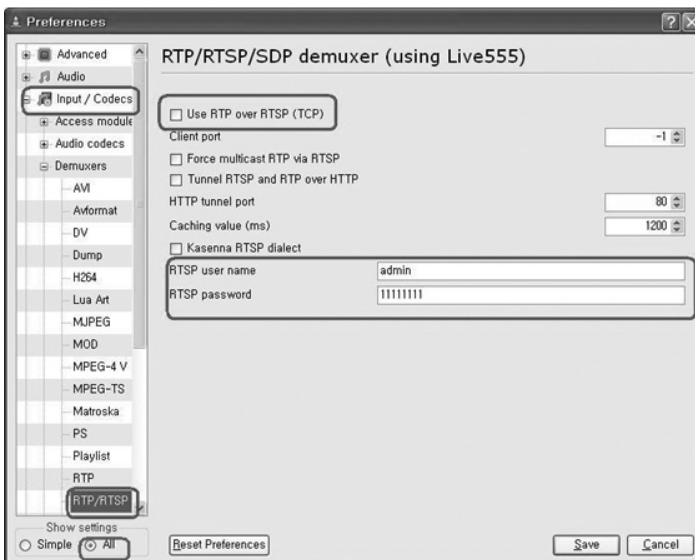 Preferences
Advanced
Audio
Input / Codecs
Access module
Audio codecs
Demuxers
AVI
Avformat
DV
Dump
H264
Lua Art
MJPEG
MOD
MPEG-4 V
MPEG-TS
Matroska
PS
Playlist
RTP
RTP/RTSP
Show settings
Simple All
RTP/RTSP/SDP demuxer (using Live555)
Use RTP over RTSP (TCP)
Client port -1
Force multicast RTP via RTSP
Tunnel RTSP and RTP over HTTP
HTTP tunnel port 80
Caching value (ms) 1200
Kasenna RTSP dialect
RTSP user name admin
RTSP password 11111111
Reset Preferences Save Cancel